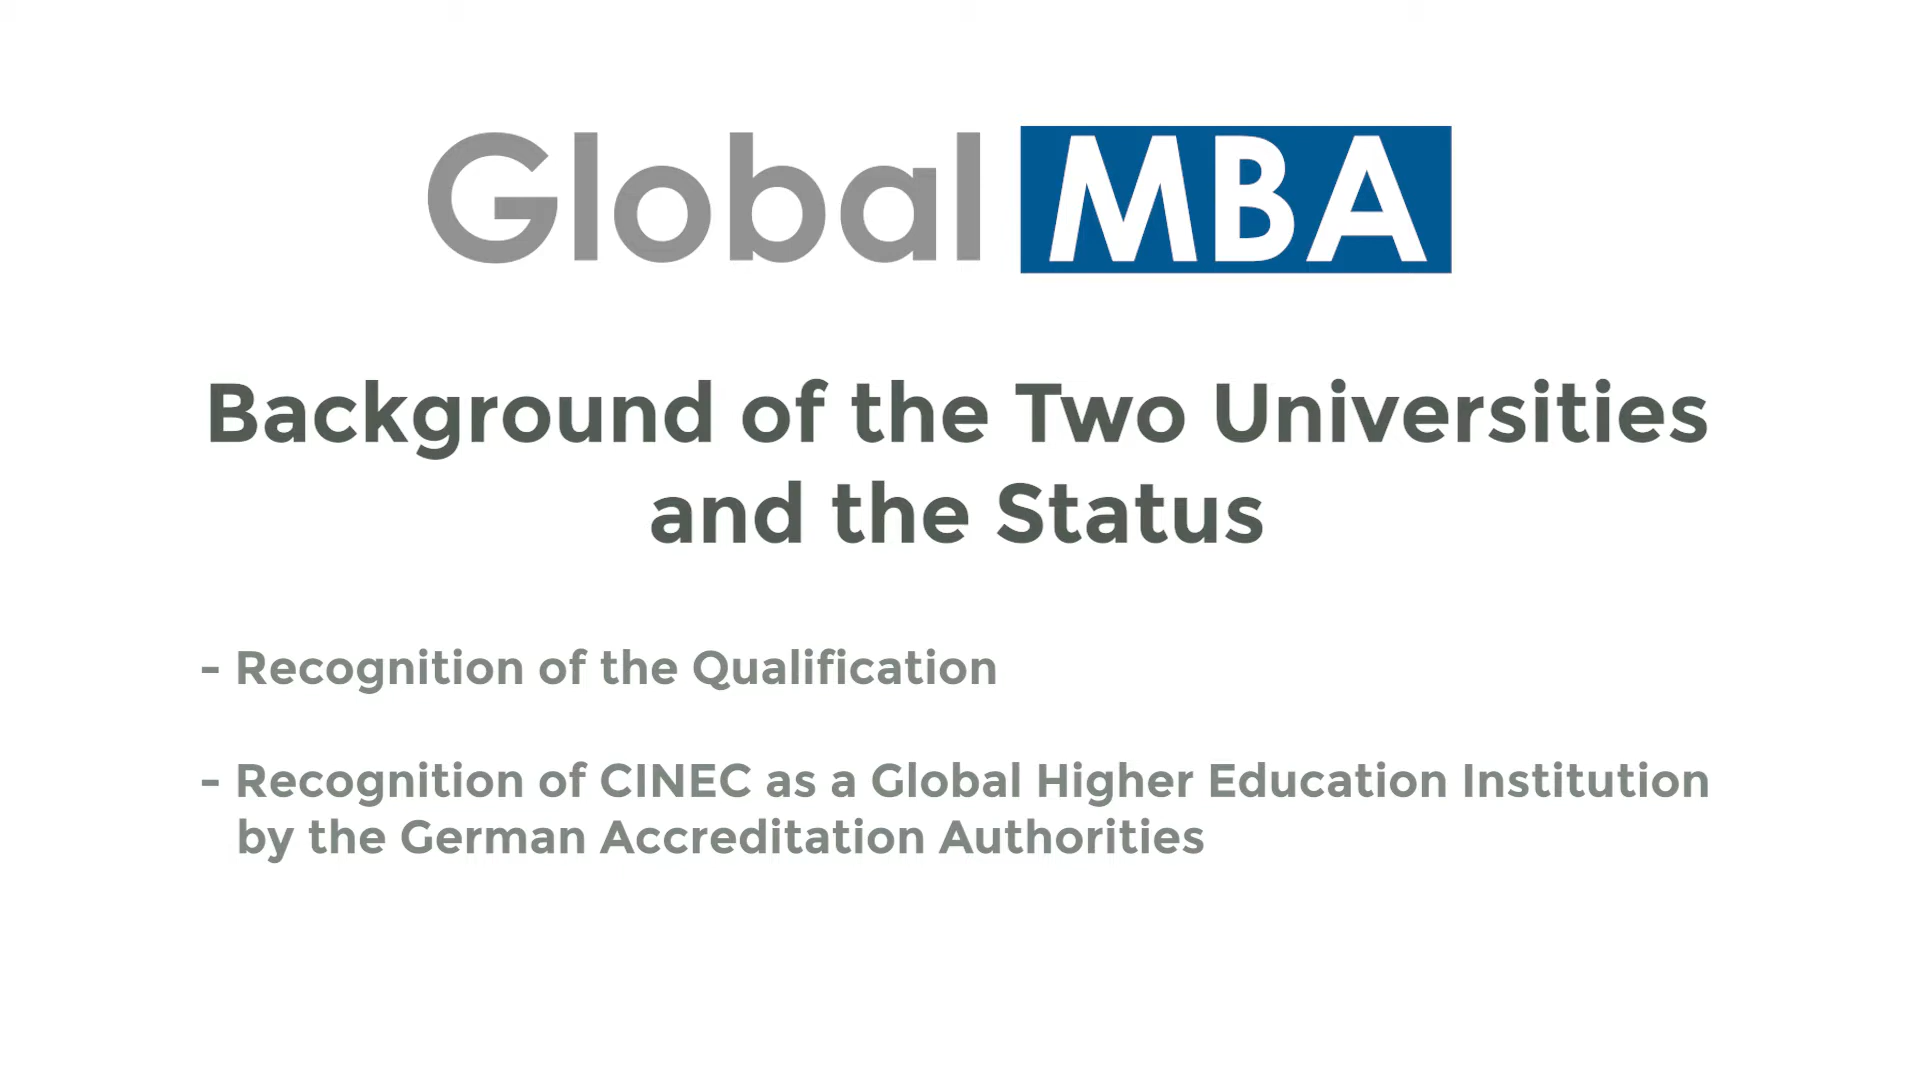 Global MBA
Background of the Two Universities
and the Status
- Recognition of the Qualification
- Recognition of CINEC as a Global Higher Education Institution
by the German Accreditation Authorities